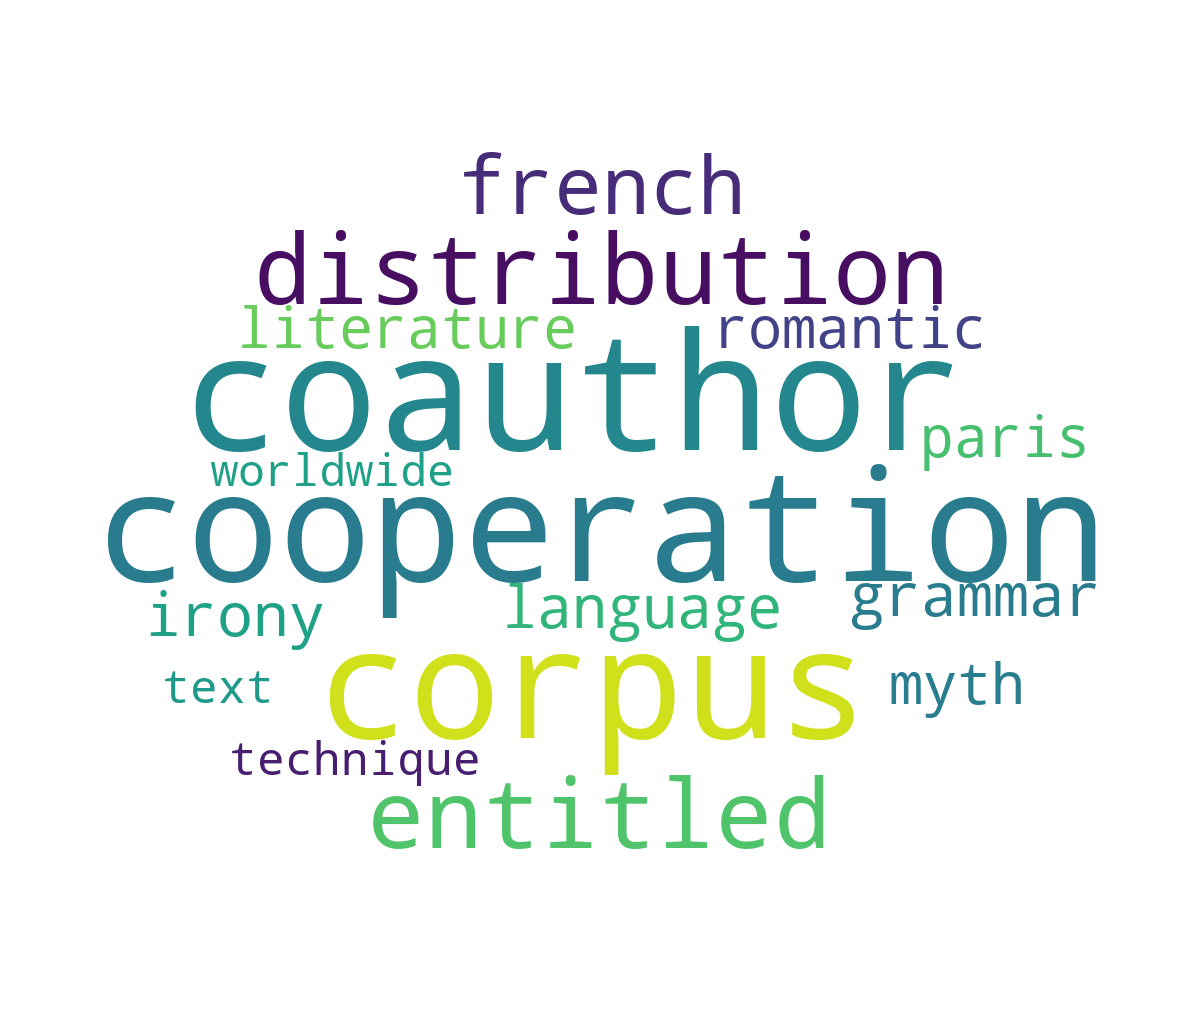 french
distribution
literature romantic
coauthor
paris
worldwide
cooperation
irony language grammar
corpus
text myth
technique
entitled